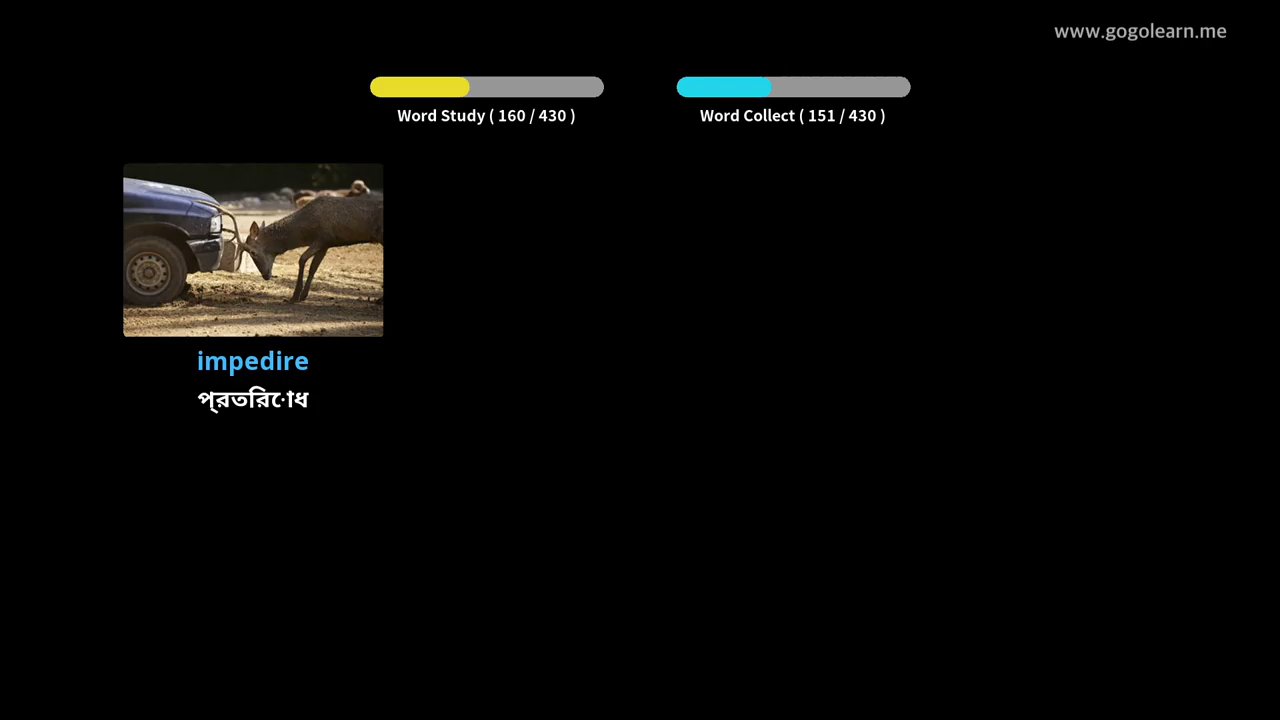 www.gogolearn.me
Word Study ( 160 / 430 )
Word Collect ( 151 / 430 )
impedire
প্রতিরোধ